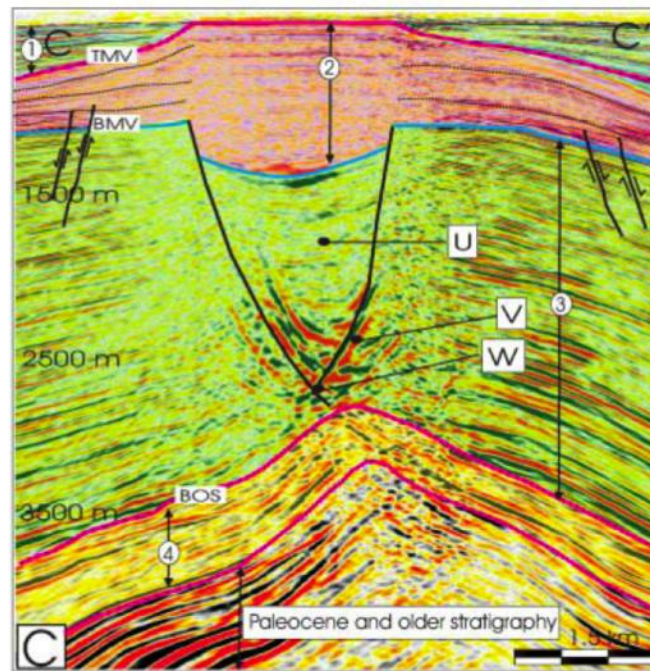 C
C'
1
TMV
2
BMV
1500 m
U
3
V
2500 m
W
BOS
3500 m
4
Paleocene and older stratigraphy
C
1.5 km